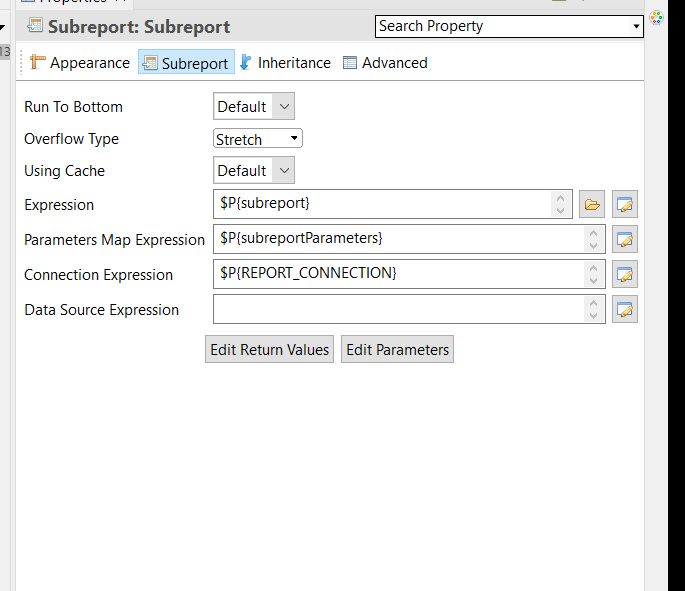 Properties
Subreport: Subreport
Search Property
13
Appearance
Subreport
Inheritance
Advanced
Run To Bottom
Default
Overflow Type
Stretch
Using Cache
Default
Expression
$P{subreport}
Parameters Map Expression
$P{subreportParameters}
Connection Expression
$P{REPORT_CONNECTION}
Data Source Expression
Edit Return Values
Edit Parameters